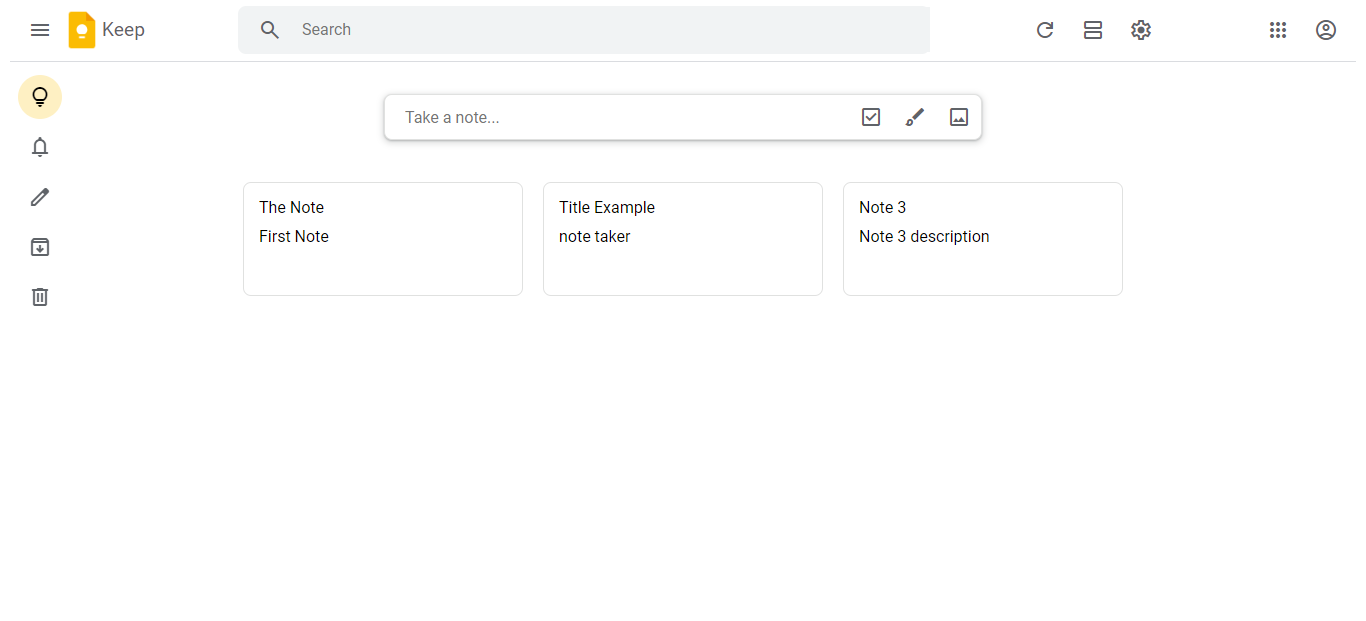 Keep
Search
Take a note...
The Note
First Note
Title Example
note taker
Note 3
Note 3 description